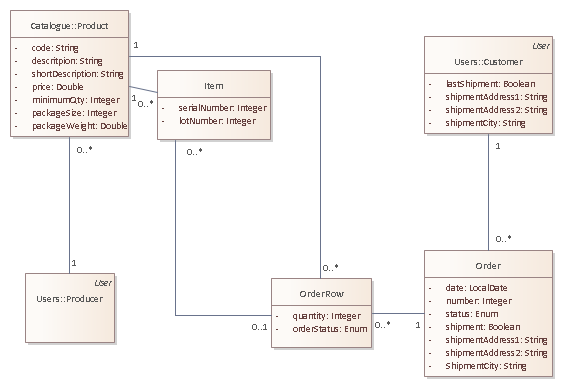 Catalogue::Product
- code: String
- descritpion: String
- shortDescription: String
- price: Double
- minimumQty: Integer
- packageSize: Integer
- packageWeight: Double
1
1
0..*
Item
- serialNumber: Integer
- lotNumber: Integer
User
Users::Customer
- lastShipment: Boolean
- shipmentAddress1: String
- shipmentAddress2: String
- shipmentCity: String
0..*
0..*
1
1
0..*
User
Users::Producer
0..*
OrderRow
- quantity: Integer
- orderStatus: Enum
0..1
0..*
1
Order
- date: LocalDate
- number: Integer
- status: Enum
- shipment: Boolean
- shipmentAddress1: String
- shipmentAddress2: String
- ShipmentCity: String